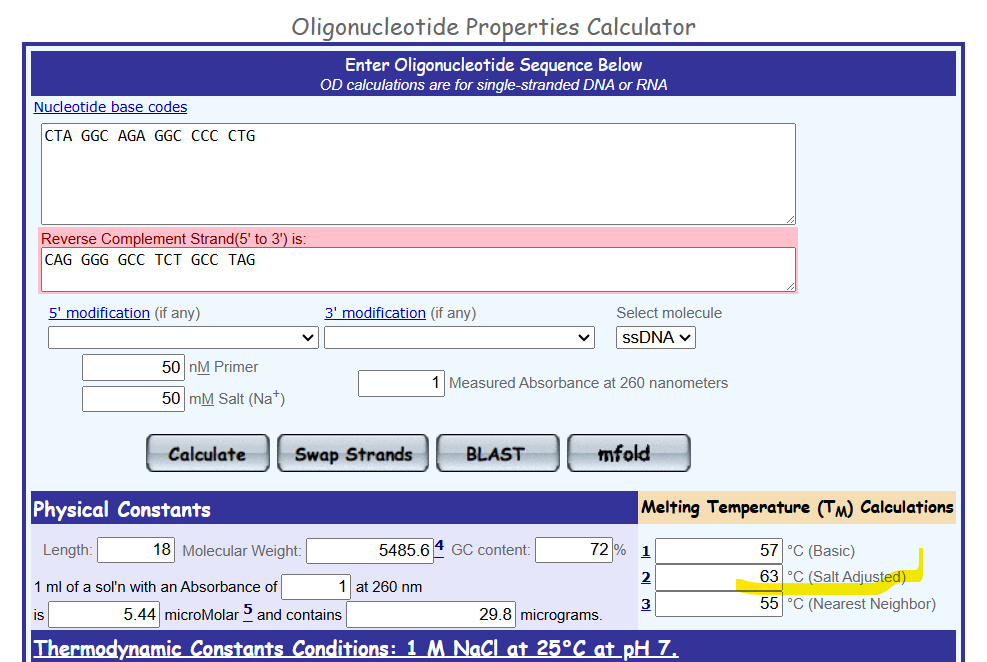 Oligonucleotide Properties Calculator
Enter Oligonucleotide Sequence Below
OD calculations are for single-stranded DNA or RNA
Nucleotide base codes
CTA GGC AGA GGC CCC CTG
Reverse Complement Strand(5' to 3') is:
CAG GGG GCC TCT GCC TAG
5' modification (if any) 3' modification (if any) Select molecule
ssDNA
50 nM Primer
1 Measured Absorbance at 260 nanometers
50 mM Salt (Na+)
Calculate Swap Strands BLAST mfold
Physical Constants Melting Temperature (TM) Calculations
Length: 18 Molecular Weight: 5485.6 4 GC content: 72 % 1 57 °C (Basic)
1 ml of a sol'n with an Absorbance of 1 at 260 nm 2 63 °C (Salt Adjusted)
is 5.44 microMolar 5 and contains 29.8 micrograms. 3 55 °C (Nearest Neighbor)
Thermodynamic Constants Conditions: 1 M NaCl at 25°C at pH 7.